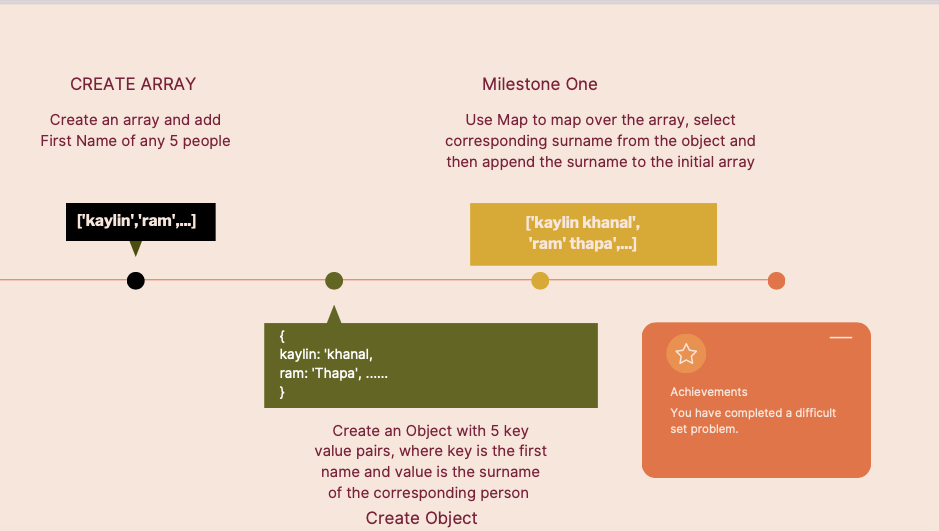 CREATE ARRAY
Create an array and add
First Name of any 5 people
['kaylin','ram',...]
{
kaylin: 'khanal,
ram: 'Thapa', ......
}
Create an Object with 5 key
value pairs, where key is the first
name and value is the surname
of the corresponding person
Create Object
Milestone One
Use Map to map over the array, select
corresponding surname from the object and
then append the surname to the initial array
['kaylin khanal',
'ram' thapa',...]
Achievements
You have completed a difficult
set problem.